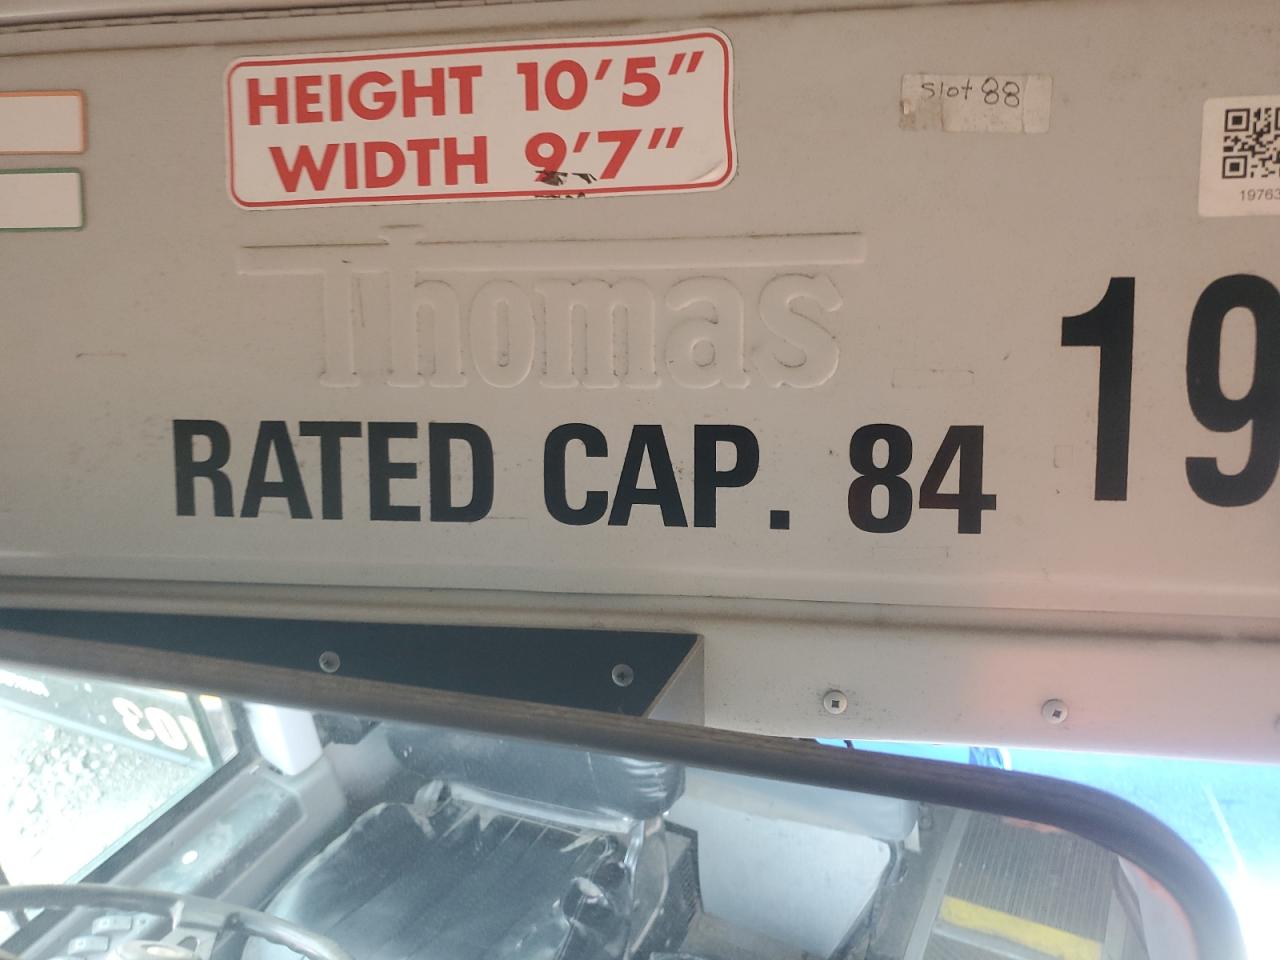 HEIGHT 10'5"
WIDTH 9'7"
Slot 88
19763
Thomas
RATED CAP. 84
19
103